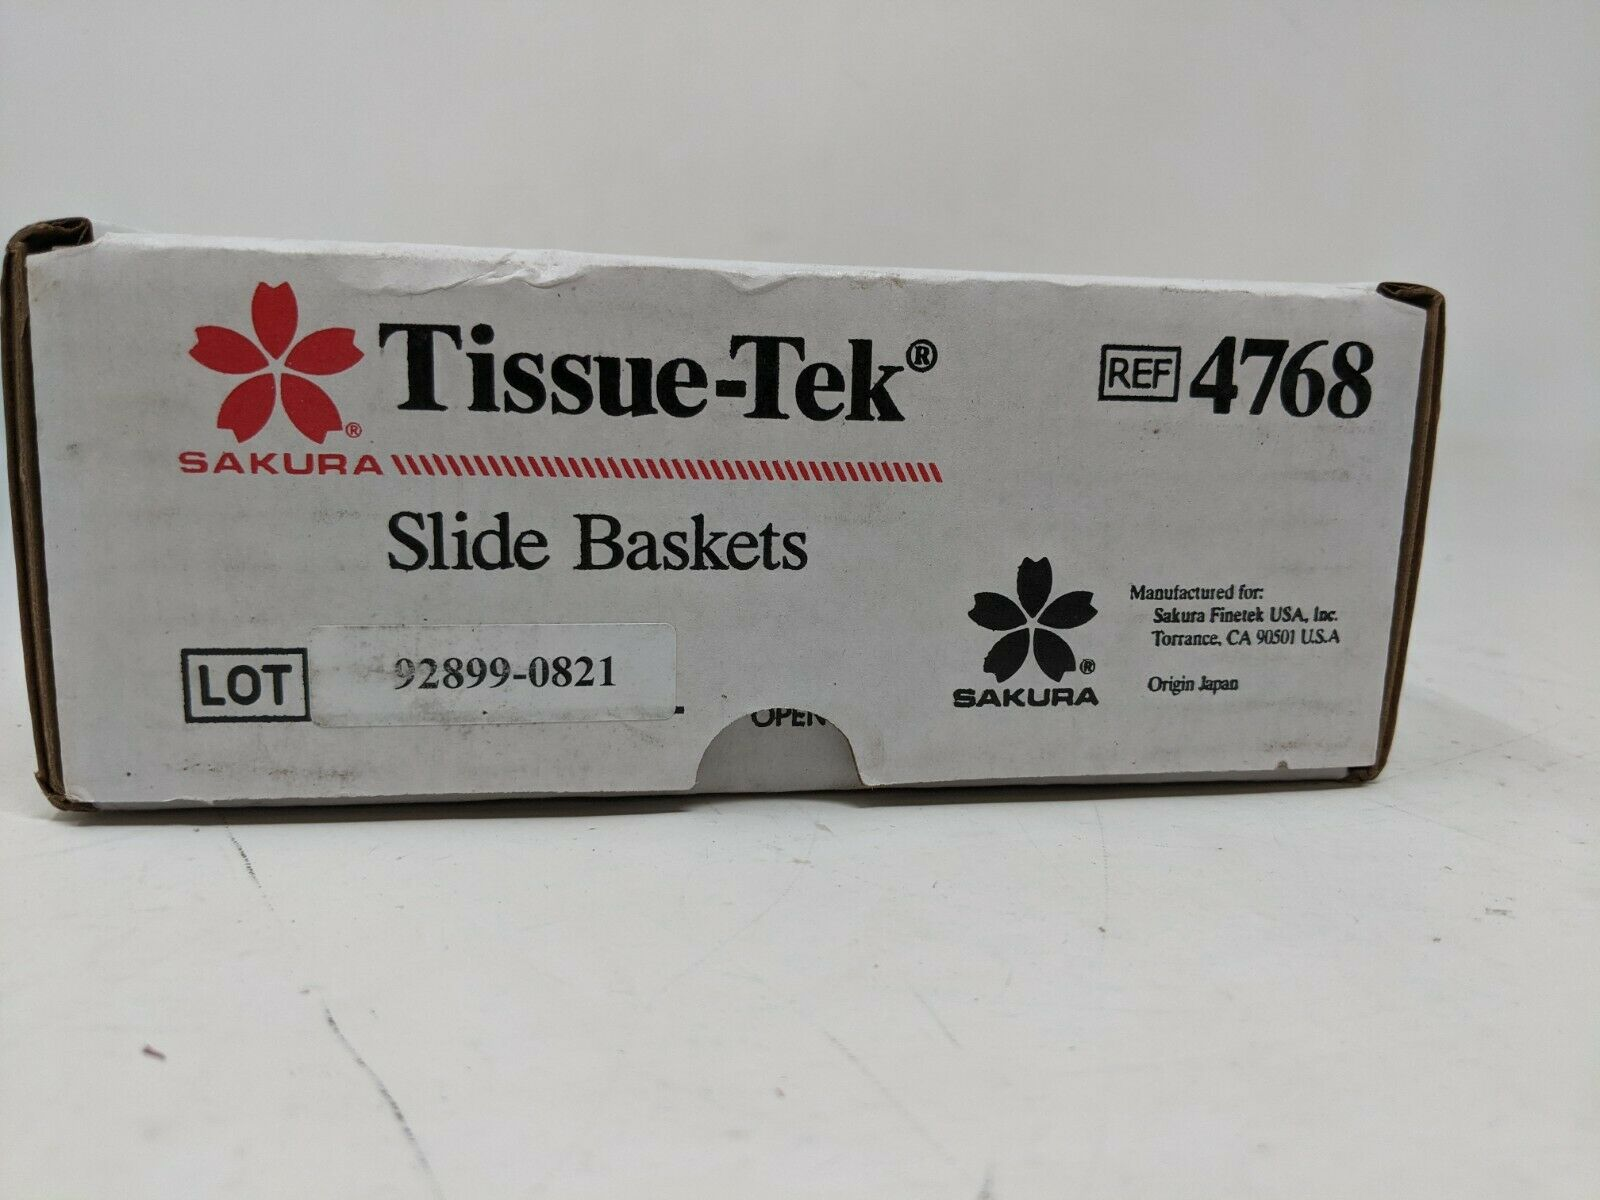 Tissue-Tek®
REF 4768
®
SAKURA
Slide Baskets
LOT 92899-0821
OPEN
®
SAKURA
Manufactured for:
Sakura Finetek USA, Inc.
Torrance, CA 90501 U.S.A
Origin Japan